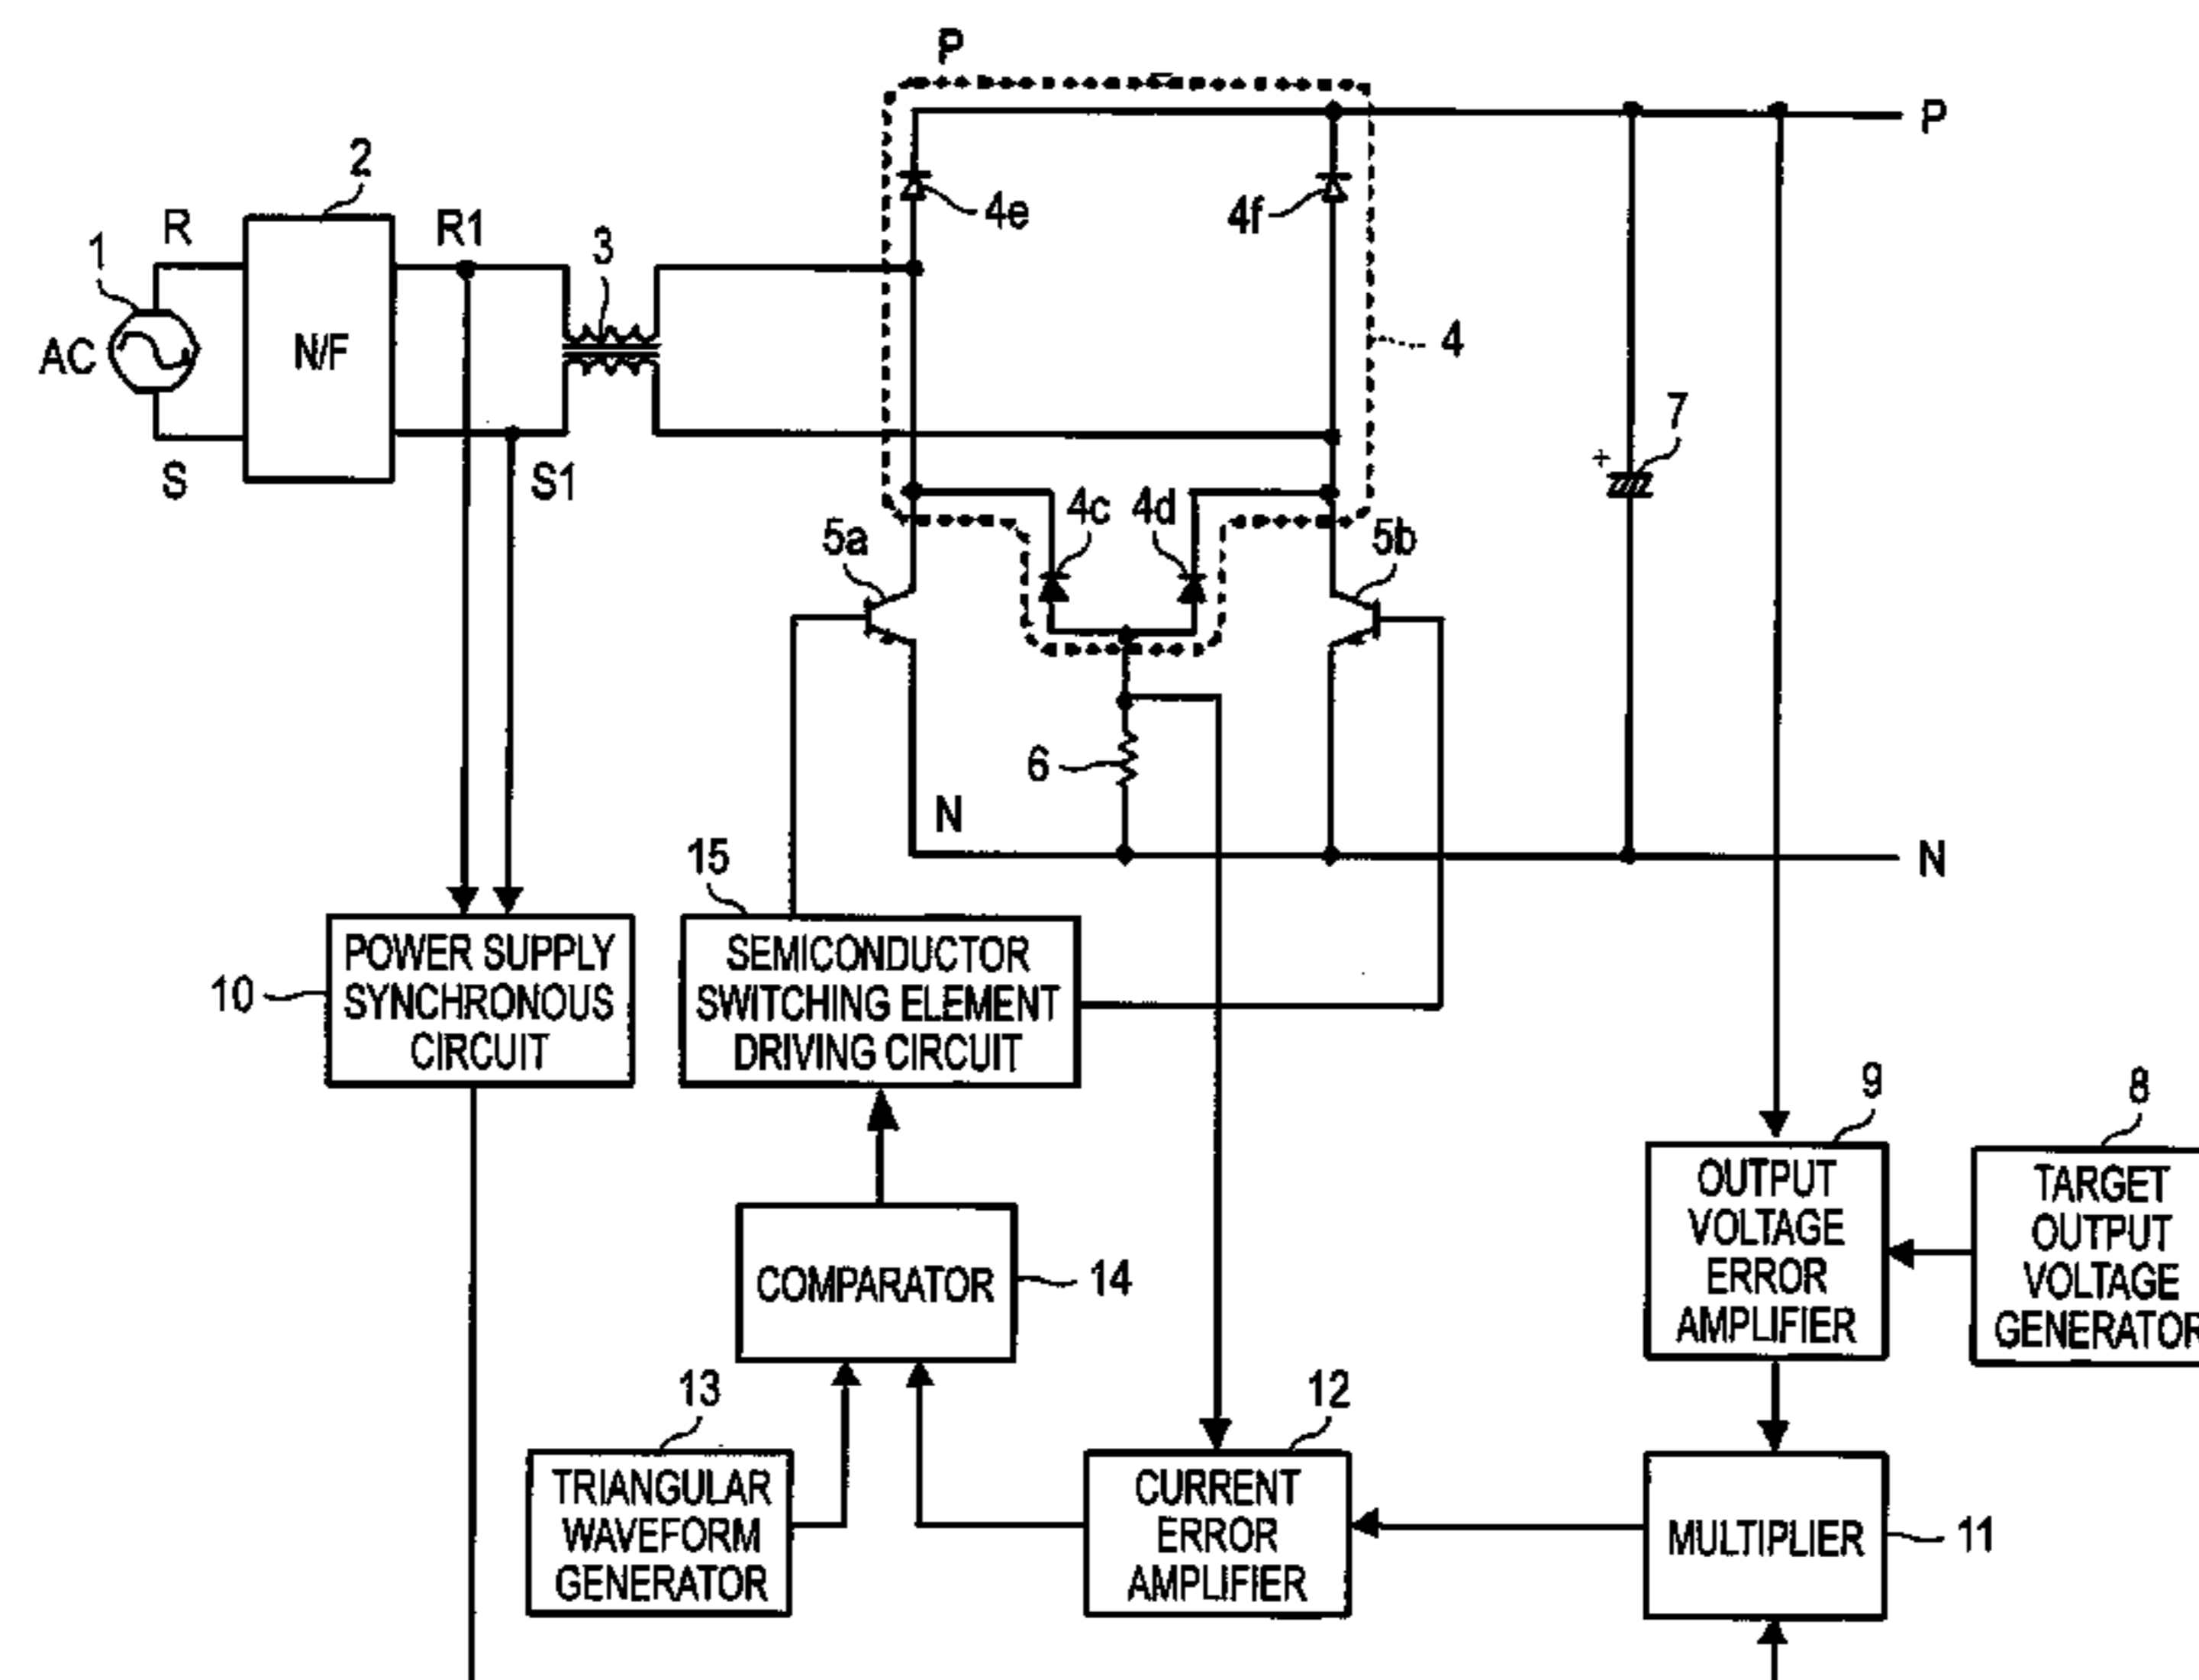 P
P
2
R
R1
3
4e
4f
1
AC
N/F
4
7
+
S
S1
4c
4d
5a
5b
6
N
N
15
10
POWER SUPPLY
SYNCHRONOUS
CIRCUIT
SEMICONDUCTOR
SWITCHING ELEMENT
DRIVING CIRCUIT
9
8
OUTPUT
VOLTAGE
ERROR
AMPLIFIER
TARGET
OUTPUT
VOLTAGE
GENERATOR
COMPARATOR
14
13
12
TRIANGULAR
WAVEFORM
GENERATOR
CURRENT
ERROR
AMPLIFIER
MULTIPLIER
11